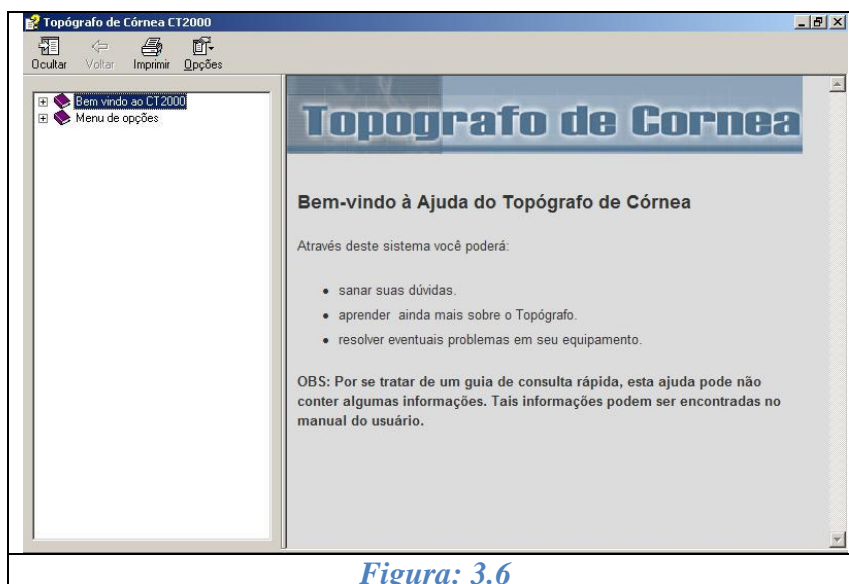 Topógrafo de Córnea CT2000
Ocultar Voltar Imprimir Opções
Bem vindo ao CT2000
Menu de opções
Topografo de Cornea
Bem-vindo à Ajuda do Topógrafo de Córnea
Através deste sistema você poderá:
• sanar suas dúvidas.
• aprender ainda mais sobre o Topógrafo.
• resolver eventuais problemas em seu equipamento.
OBS: Por se tratar de um guia de consulta rápida, esta ajuda pode não
conter algumas informações. Tais informações podem ser encontradas no
manual do usuário.
Figura: 3.6